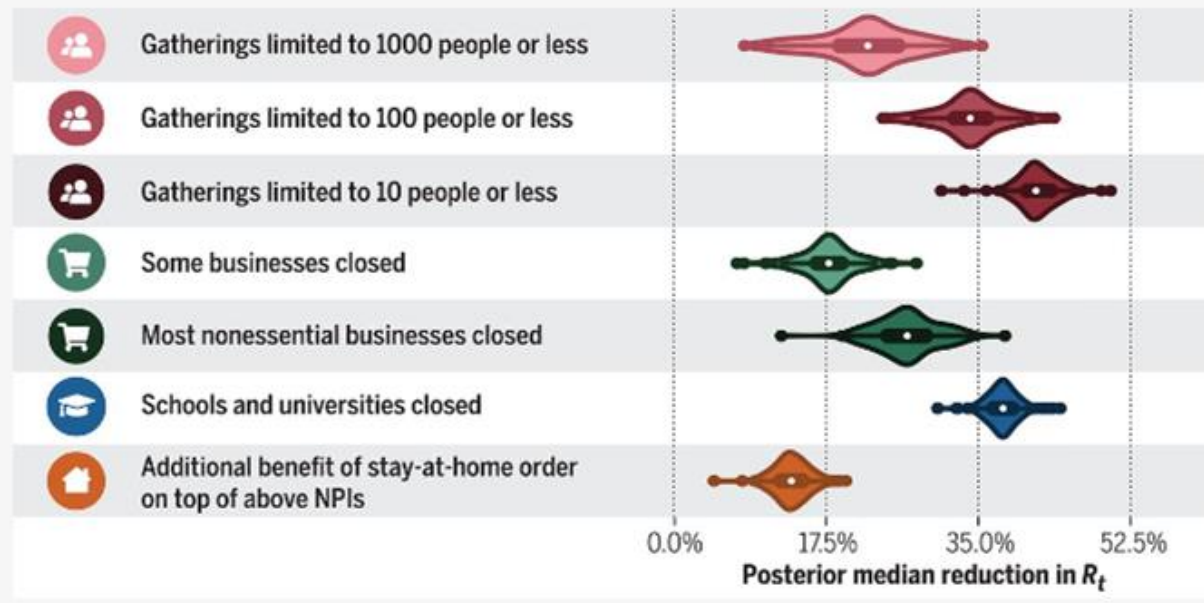 Gatherings limited to 1000 people or less
Gatherings limited to 100 people or less
Gatherings limited to 10 people or less
Some businesses closed
Most nonessential businesses closed
Schools and universities closed
Additional benefit of stay-at-home order
on top of above NPIs
0.0% 17.5% 35.0% 52.5%
Posterior median reduction in Rt